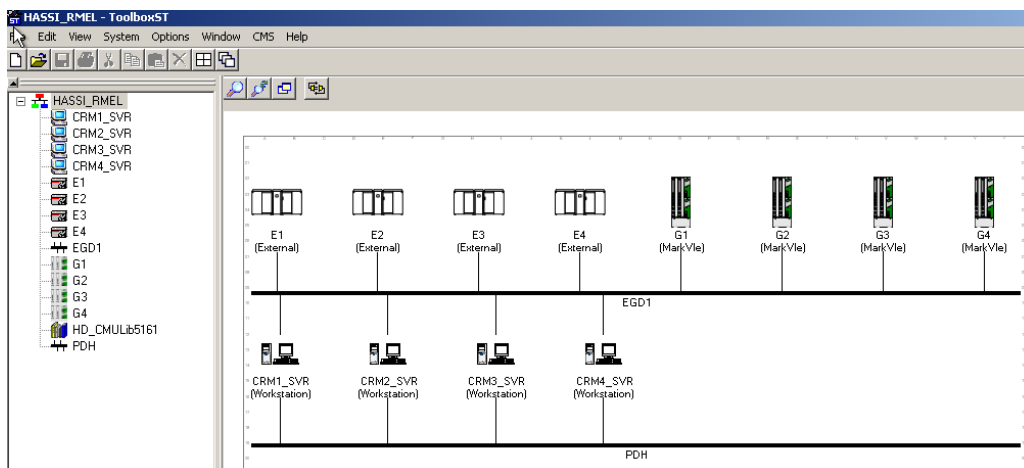 HASSI_RMEL - ToolboxST
Edit View System Options Window CMS Help
HASSI_RMEL
CRM1_SVR
CRM2_SVR
CRM3_SVR
CRM4_SVR
E1
E2
E3
E4
EGD1
G1
G2
G3
G4
HD_CMULib5161
PDH
E1 E2 E3 E4 G1 G2 G3 G4
(External) (External) (External) (External) (MarkVIe) (MarkVIe) (MarkVIe) (MarkVIe)
EGD1
CRM1_SVR CRM2_SVR CRM3_SVR CRM4_SVR
(Workstation) (Workstation) (Workstation) (Workstation)
PDH